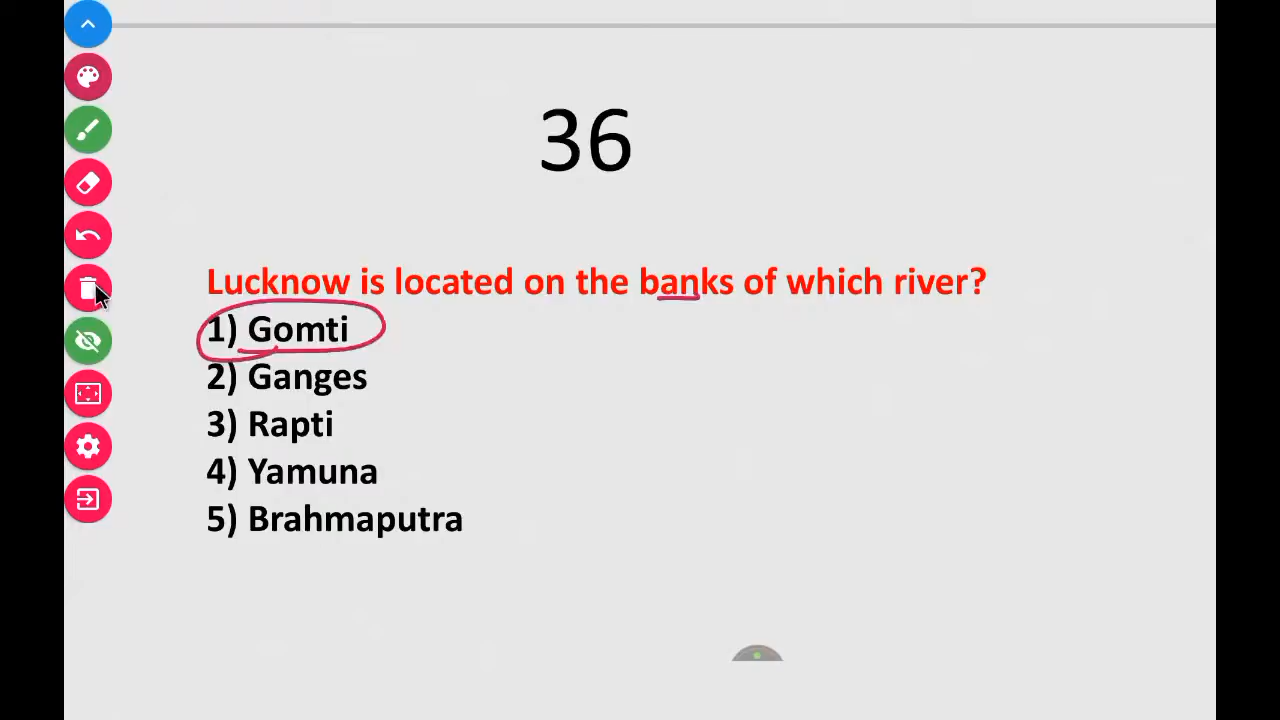 36
Lucknow is located on the banks of which river?
1) Gomti
2) Ganges
3) Rapti
4) Yamuna
5) Brahmaputra